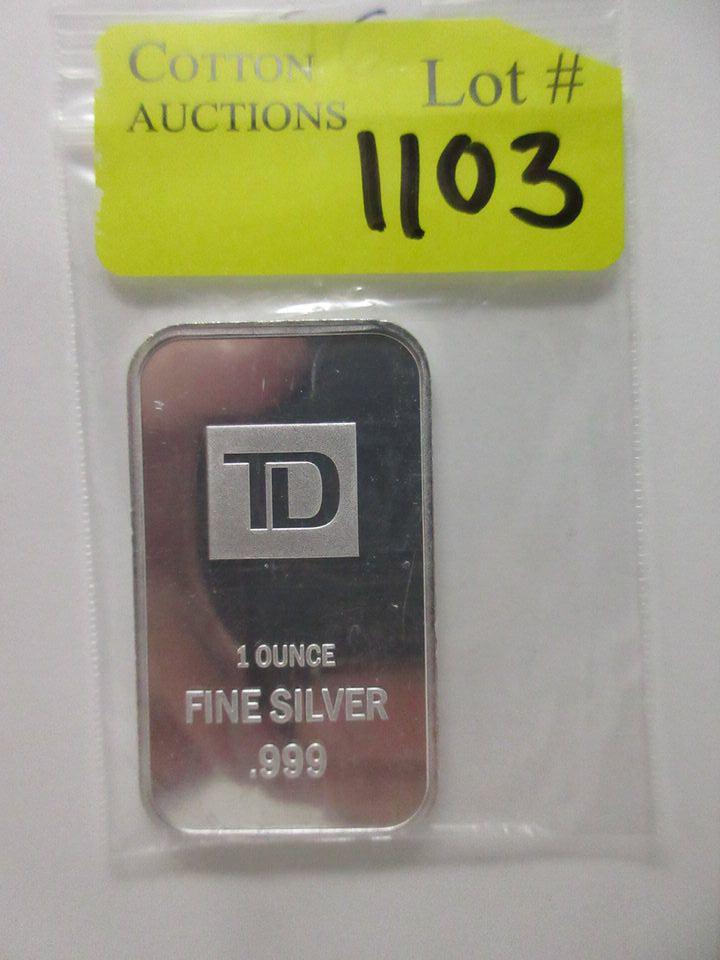 COTTON
AUCTIONS
Lot #
1103
TD
1 OUNCE
FINE SILVER
.999